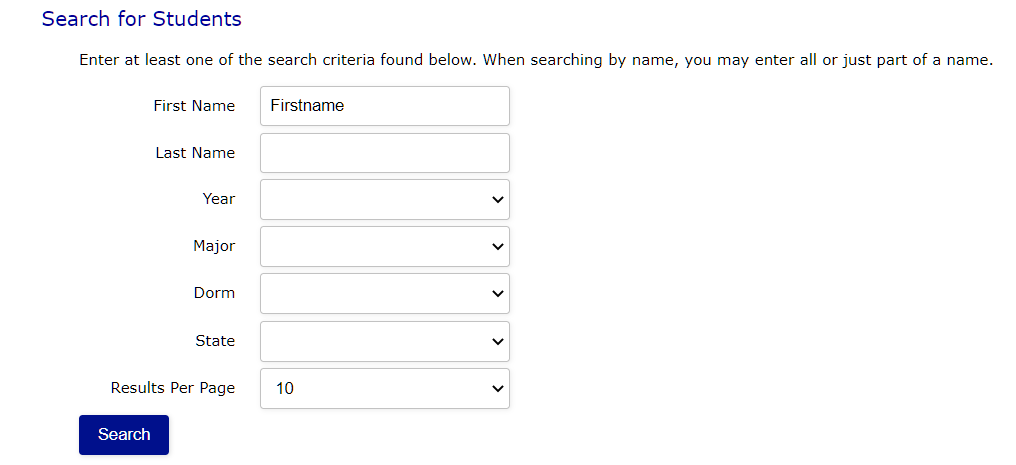 Search for Students
Enter at least one of the search criteria found below. When searching by name, you may enter all or just part of a name.
First Name Firstname
Last Name
Year
Major
Dorm
State
Results Per Page 10
Search